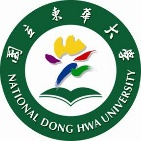 國立東華大學
NATIONAL DONG HWA UNIVERSITY